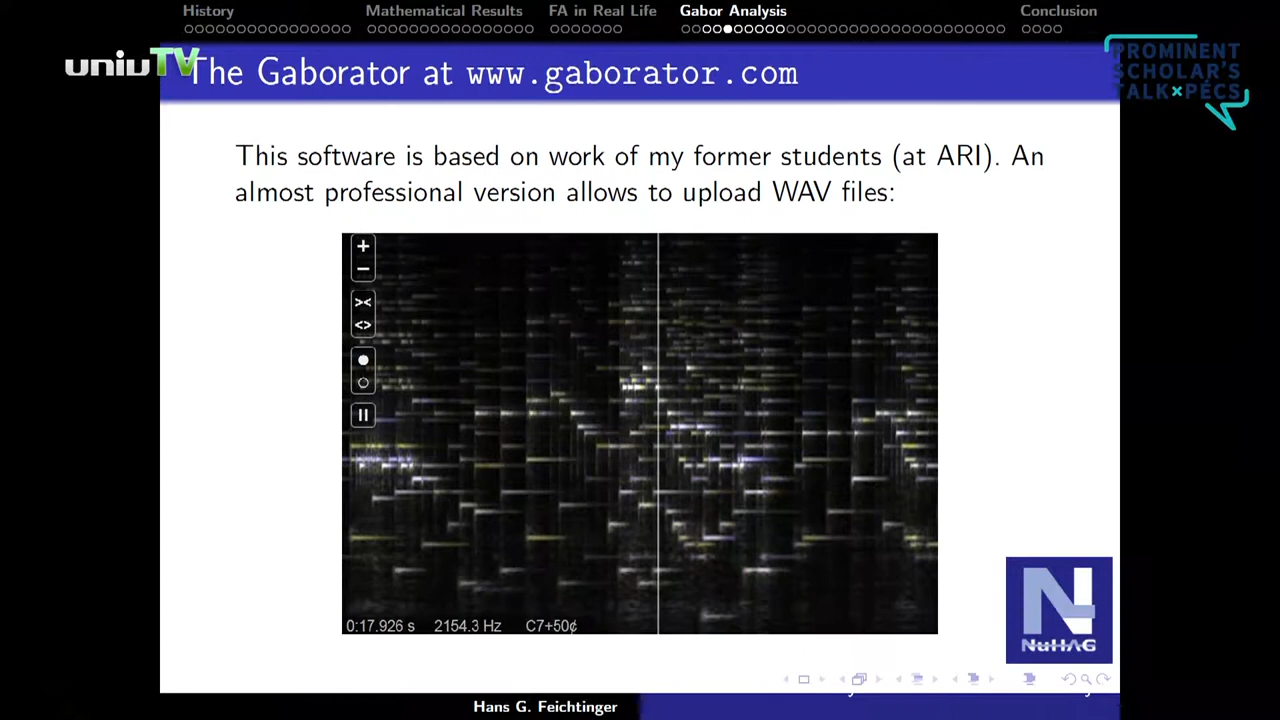 History Mathematical Results FA in Real Life Gabor Analysis Conclusion
uniuTV
PROMINENT
SCHOLAR'S
TALK×PÉCS
The Gaborator at www.gaborator.com
This software is based on work of my former students (at ARI). An
almost professional version allows to upload WAV files:
0:17.926 s 2154.3 Hz C7+50¢
NuHAG
Hans G. Feichtinger